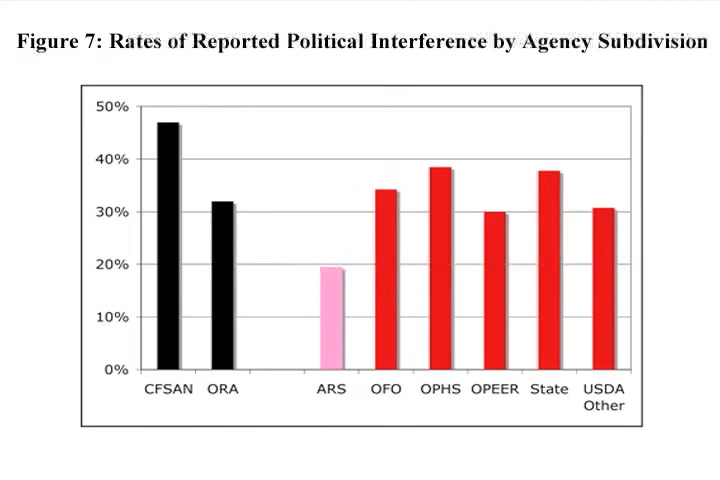 Figure 7: Rates of Reported Political Interference by Agency Subdivision
50%
40%
30%
20%
10%
0%
CFSAN ORA ARS OFO OPHS OPEER State USDA
Other